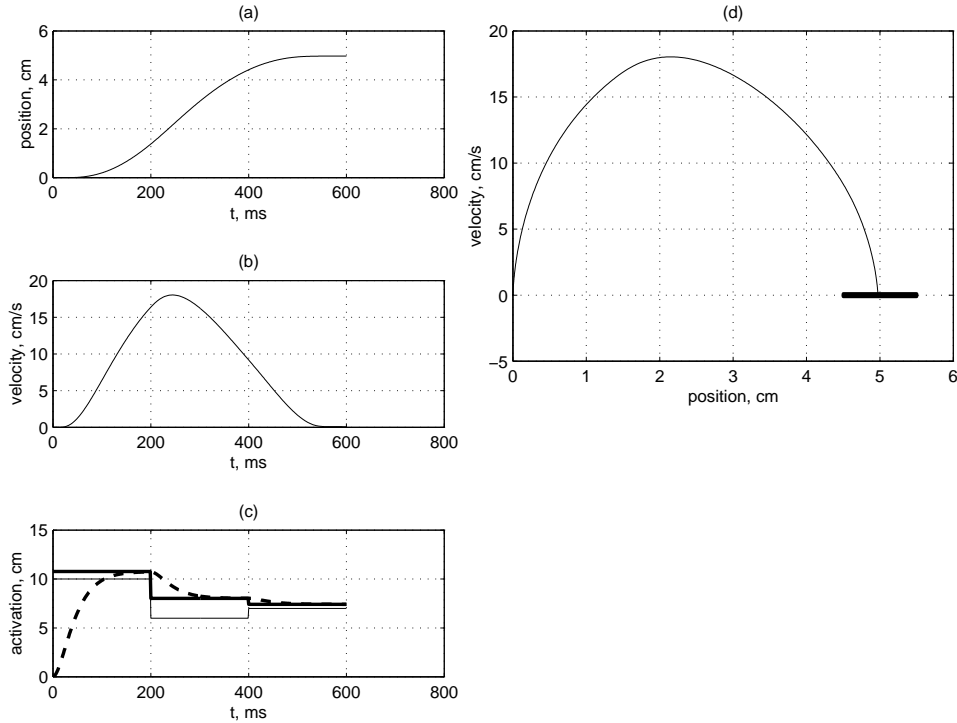 (a)
6
4
2
0
position, cm
0 200 400 600 800
t, ms
(b)
20
15
10
5
0
velocity, cm/s
0 200 400 600 800
t, ms
(c)
15
10
5
0
activation, cm
0 200 400 600 800
t, ms
(d)
20
15
10
5
0
−5
velocity, cm/s
0 1 2 3 4 5 6
position, cm